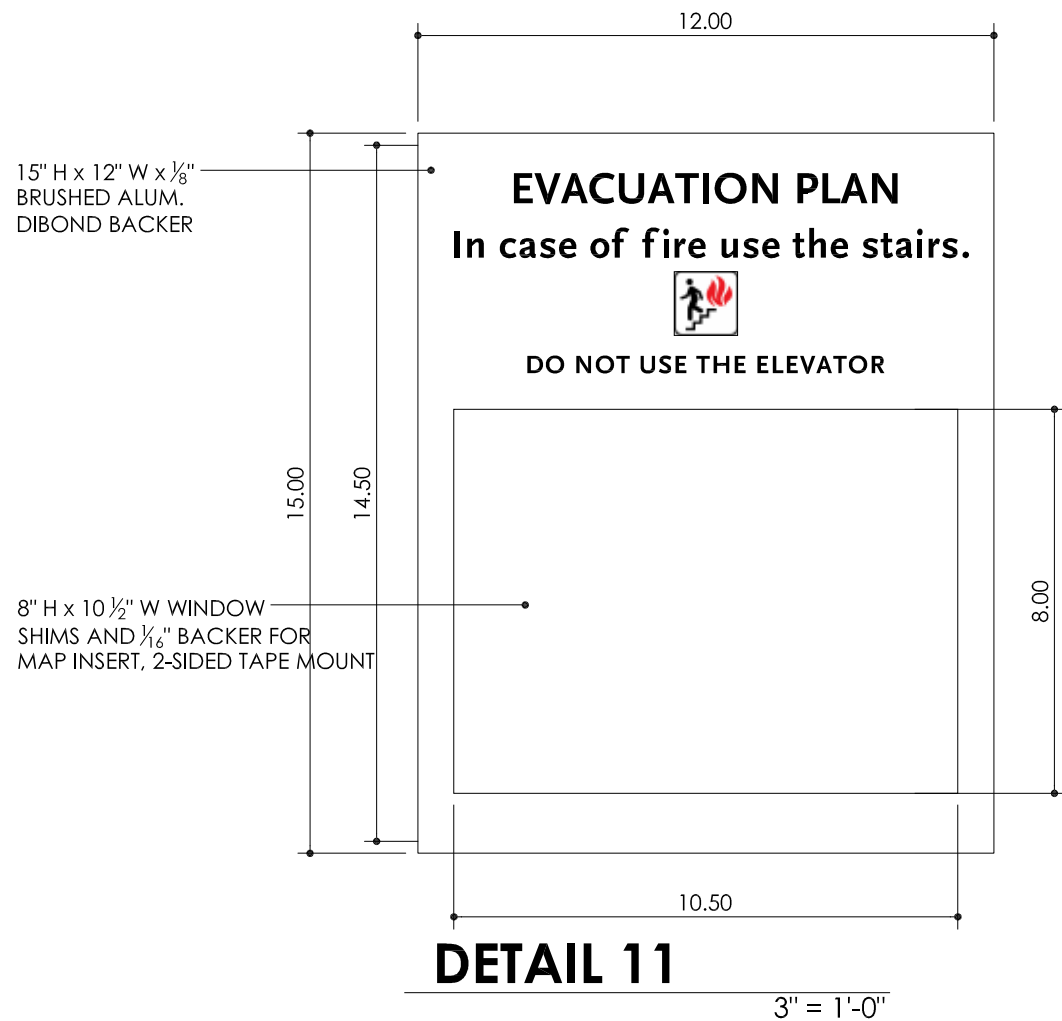 12.00
15" H x 12" W x ⅛"
BRUSHED ALUM.
DIBOND BACKER
EVACUATION PLAN
In case of fire use the stairs.
DO NOT USE THE ELEVATOR
15.00
14.50
8" H x 10 ½" W WINDOW
SHIMS AND 1⁄16" BACKER FOR
MAP INSERT, 2-SIDED TAPE MOUNT
8.00
10.50
DETAIL 11
3" = 1'-0"